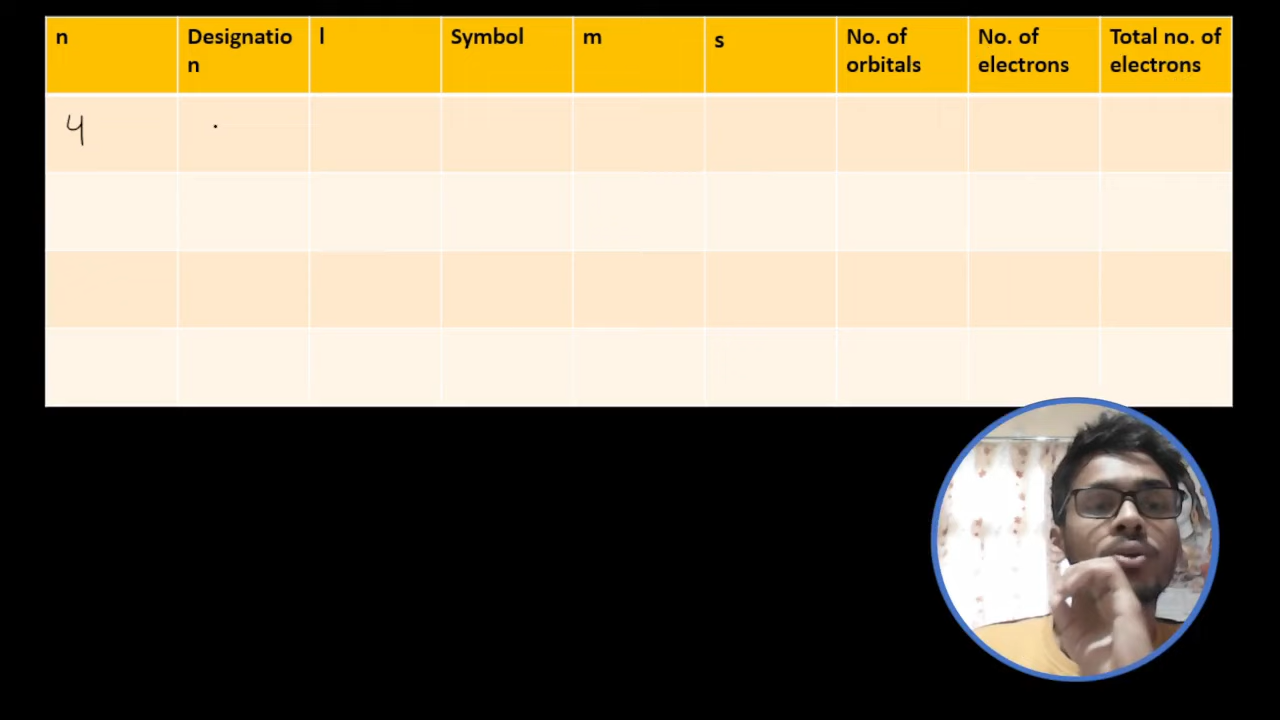 n
Designatio
n
l
Symbol
m
s
No. of
orbitals
No. of
electrons
Total no. of
electrons
4